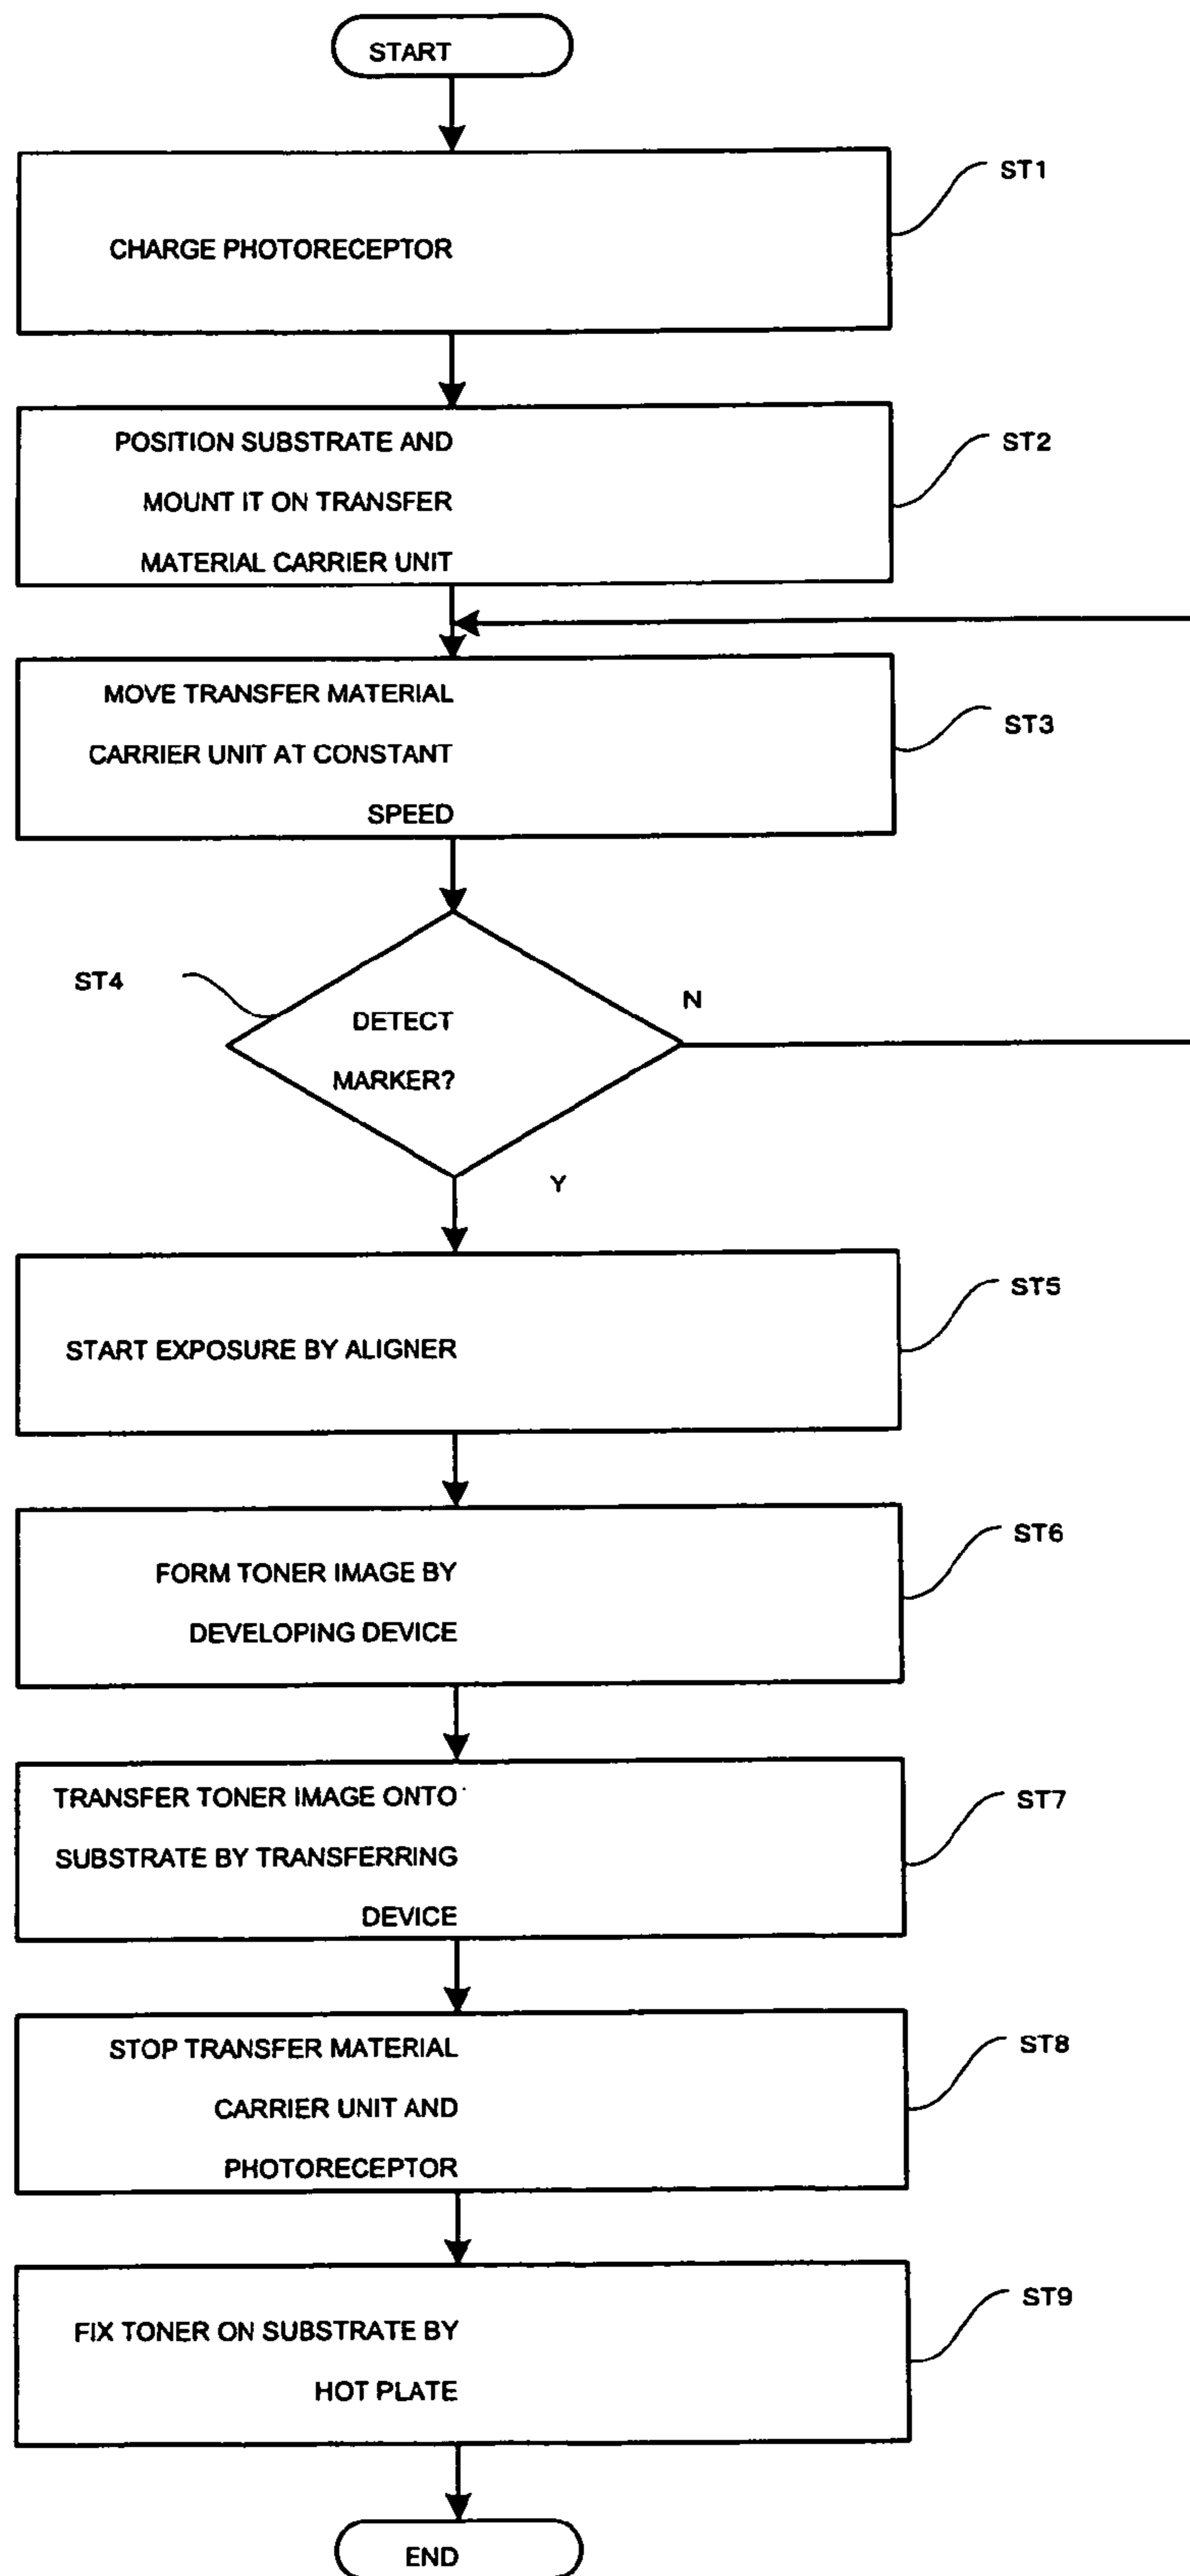 START
ST1
CHARGE PHOTORECEPTOR
ST2
POSITION SUBSTRATE AND
MOUNT IT ON TRANSFER
MATERIAL CARRIER UNIT
MOVE TRANSFER MATERIAL
ST3
CARRIER UNIT AT CONSTANT
SPEED
ST4
N
DETECT
MARKER?
Y
ST5
START EXPOSURE BY ALIGNER
ST6
FORM TONER IMAGE BY
DEVELOPING DEVICE
TRANSFER TONER IMAGE ONTO
ST7
SUBSTRATE BY TRANSFERRING
DEVICE
STOP TRANSFER MATERIAL
ST8
CARRIER UNIT AND
PHOTORECEPTOR
ST9
FIX TONER ON SUBSTRATE BY
HOT PLATE
END